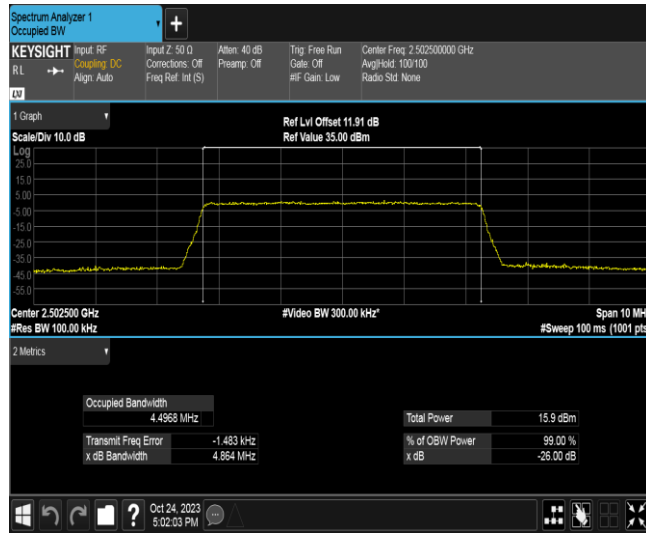 Spectrum Analyzer 1
Occupied BW
+
KEYSIGHT
RL
LXI
Input: RF
Coupling: DC
Align: Auto
Input Z: 50 Ω
Corrections: Off
Freq Ref: Int (S)
Atten: 40 dB
Preamp: Off
Trig: Free Run
Gate: Off
#IF Gain: Low
Center Freq: 2.502500000 GHz
Avg|Hold: 100/100
Radio Std: None
1 Graph
Scale/Div 10.0 dB
Ref Lvl Offset 11.91 dB
Ref Value 35.00 dBm
Log
25.0
15.0
5.00
-5.00
-15.0
-25.0
-35.0
-45.0
-55.0
Center 2.502500 GHz
#Res BW 100.00 kHz
#Video BW 300.00 kHz*
Span 10 MH
#Sweep 100 ms (1001 pts
2 Metrics
Occupied Bandwidth
4.4968 MHz
Transmit Freq Error -1.483 kHz
x dB Bandwidth 4.864 MHz
Total Power 15.9 dBm
% of OBW Power 99.00 %
x dB -26.00 dB
?
Oct 24, 2023
5:02:03 PM